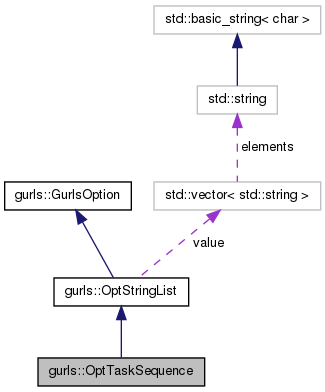 std::basic_string< char >
std::string
elements
gurls::GurlsOption
std::vector< std::string >
value
gurls::OptStringList
gurls::OptTaskSequence